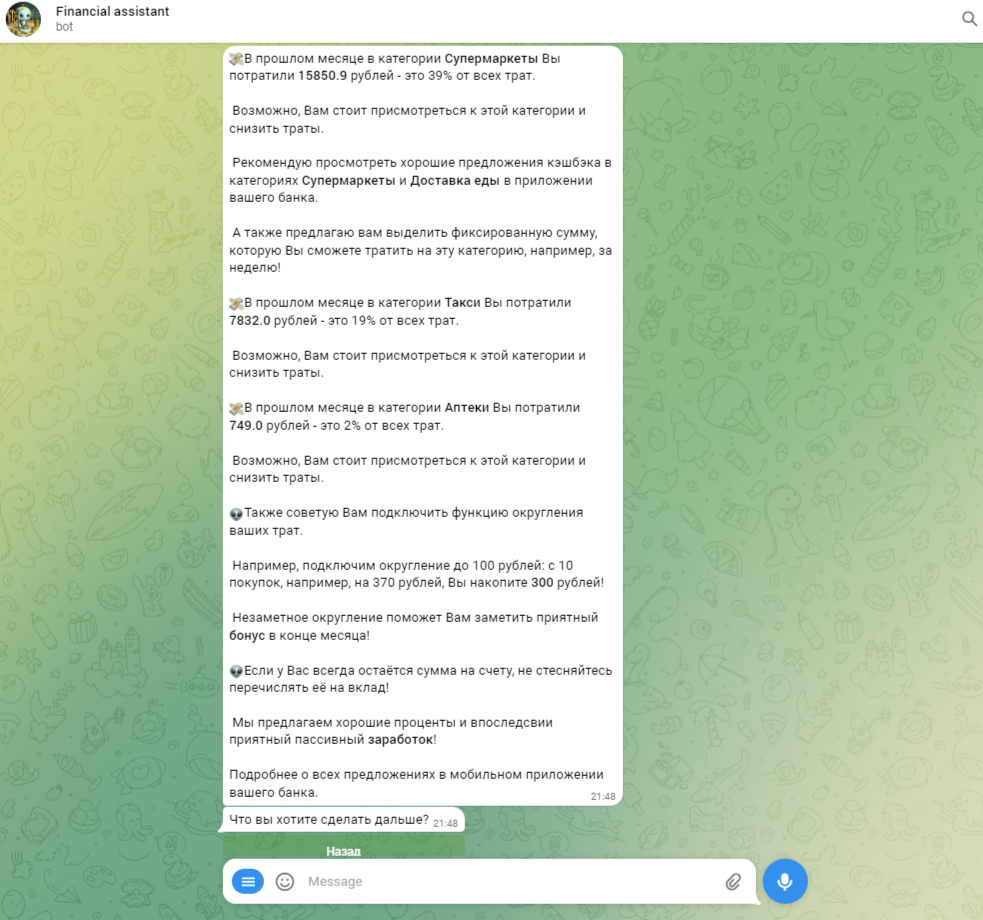 Financial assistant
bot
В прошлом месяце в категории Супермаркеты Вы
потратили 15850.9 рублей - это 39% от всех трат.
Возможно, Вам стоит присмотреться к этой категории и
снизить траты.
Рекомендую просмотреть хорошие предложения кэшбэка в
категориях Супермаркеты и Доставка еды в приложении
вашего банка.
А также предлагаю вам выделить фиксированную сумму,
которую Вы сможете тратить на эту категорию, например, за
неделю!
В прошлом месяце в категории Такси Вы потратили
7832.0 рублей - это 19% от всех трат.
Возможно, Вам стоит присмотреться к этой категории и
снизить траты.
В прошлом месяце в категории Аптеки Вы потратили
749.0 рублей - это 2% от всех трат.
Возможно, Вам стоит присмотреться к этой категории и
снизить траты.
Также советую Вам подключить функцию округления
ваших трат.
Например, подключим округление до 100 рублей: с 10
покупок, например, на 370 рублей, Вы накопите 300 рублей!
Незаметное округление поможет Вам заметить приятный
бонус в конце месяца!
Если у Вас всегда остаётся сумма на счету, не стесняйтесь
перечислять её на вклад!
Мы предлагаем хорошие проценты и впоследсвии
приятный пассивный заработок!
Подробнее о всех предложениях в мобильном приложении
вашего банка.
21:48
Что вы хотите сделать дальше? 21:48
Назад
Message